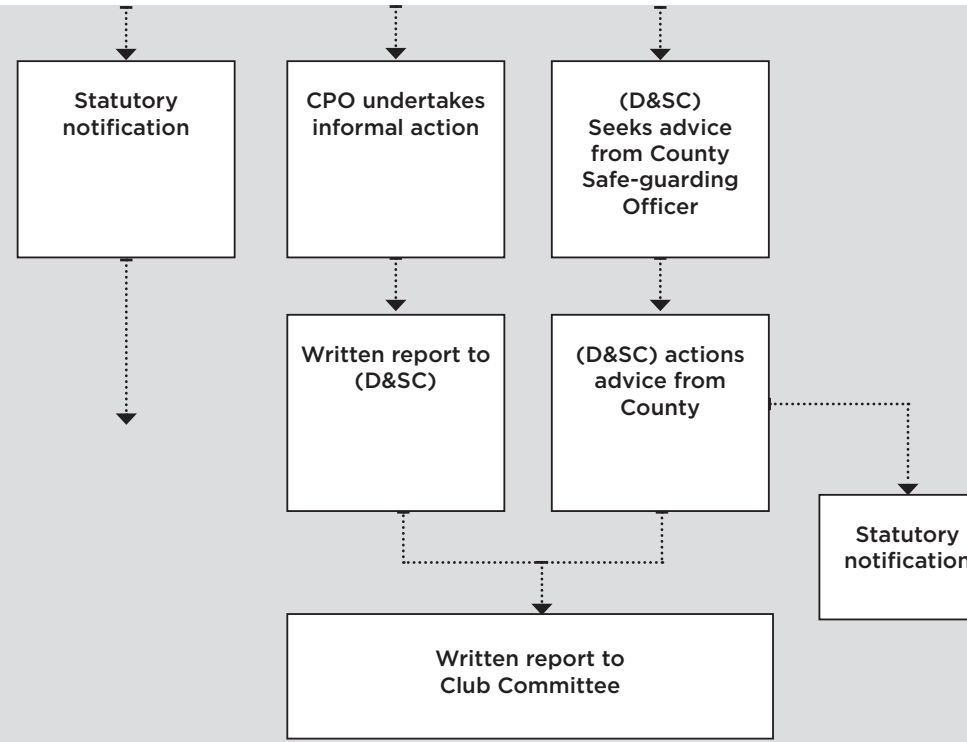 Statutory
notification
CPO undertakes
informal action
(D&SC)
Seeks advice
from County
Safe-guarding
Officer
Written report to
(D&SC)
(D&SC) actions
advice from
County
Statutory
notification
Written report to
Club Committee